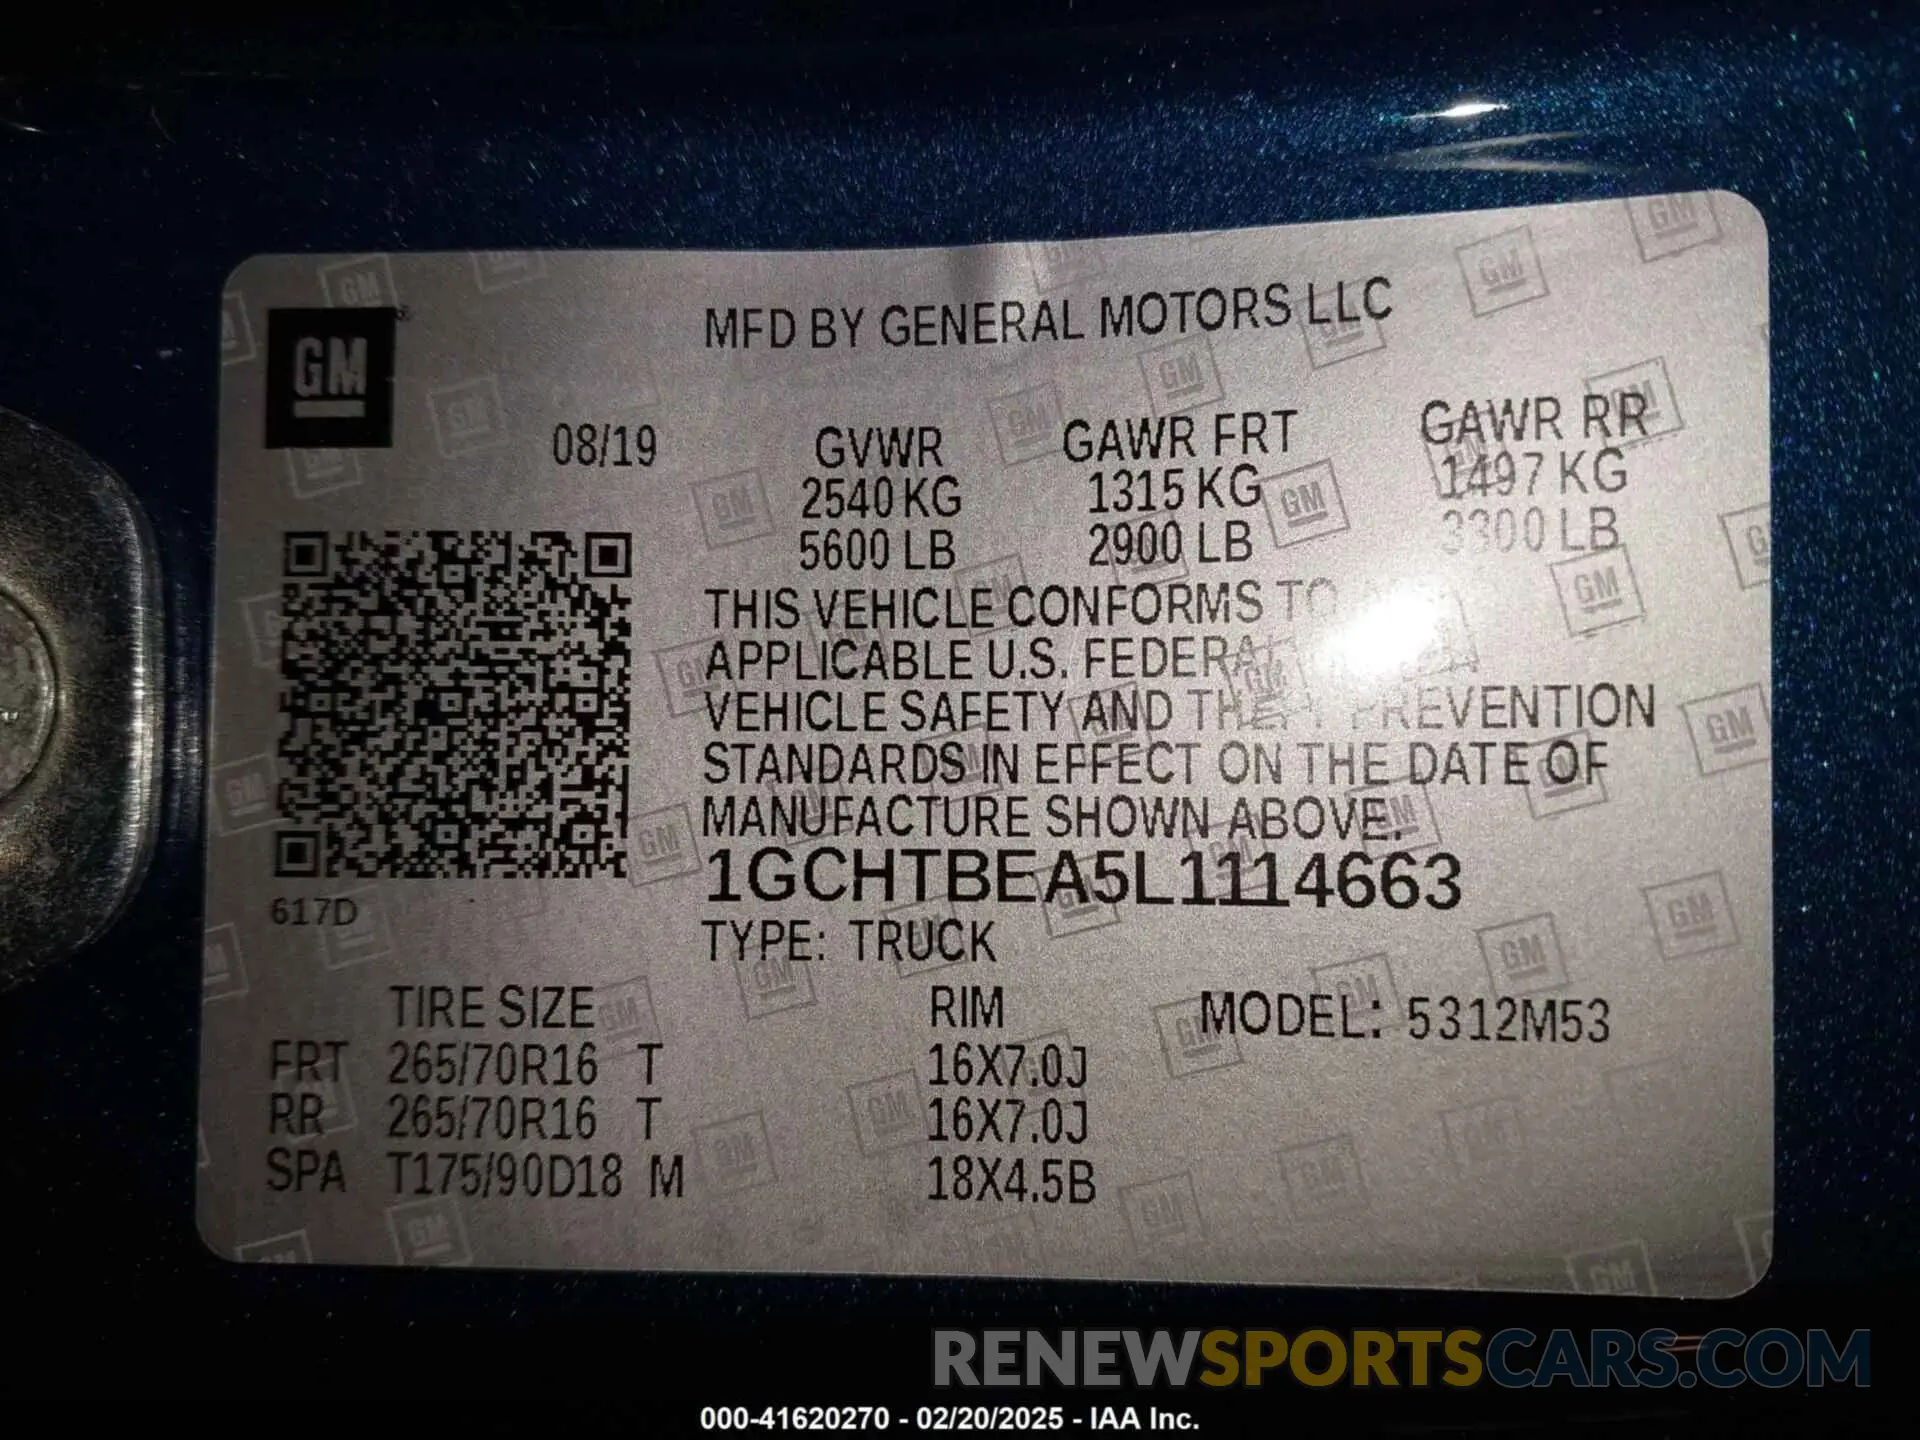 GM
MFD BY GENERAL MOTORS LLC
08/19 GVWR GAWR FRT GAWR RR
2540 KG 1315 KG 1497 KG
5600 LB 2900 LB 3300 LB
THIS VEHICLE CONFORMS TO
APPLICABLE U.S. FEDERAL
VEHICLE SAFETY AND THEFT PREVENTION
STANDARDS IN EFFECT ON THE DATE OF
MANUFACTURE SHOWN ABOVE.
1GCHTBEA5L1114663
617D
TYPE: TRUCK
TIRE SIZE RIM MODEL: 5312M53
FRT 265/70R16 T 16X7.0J
RR 265/70R16 T 16X7.0J
SPA T175/90D18 M 18X4.5B
RENEWSPORTSCARS.COM
000-41620270 - 02/20/2025 - IAA Inc.